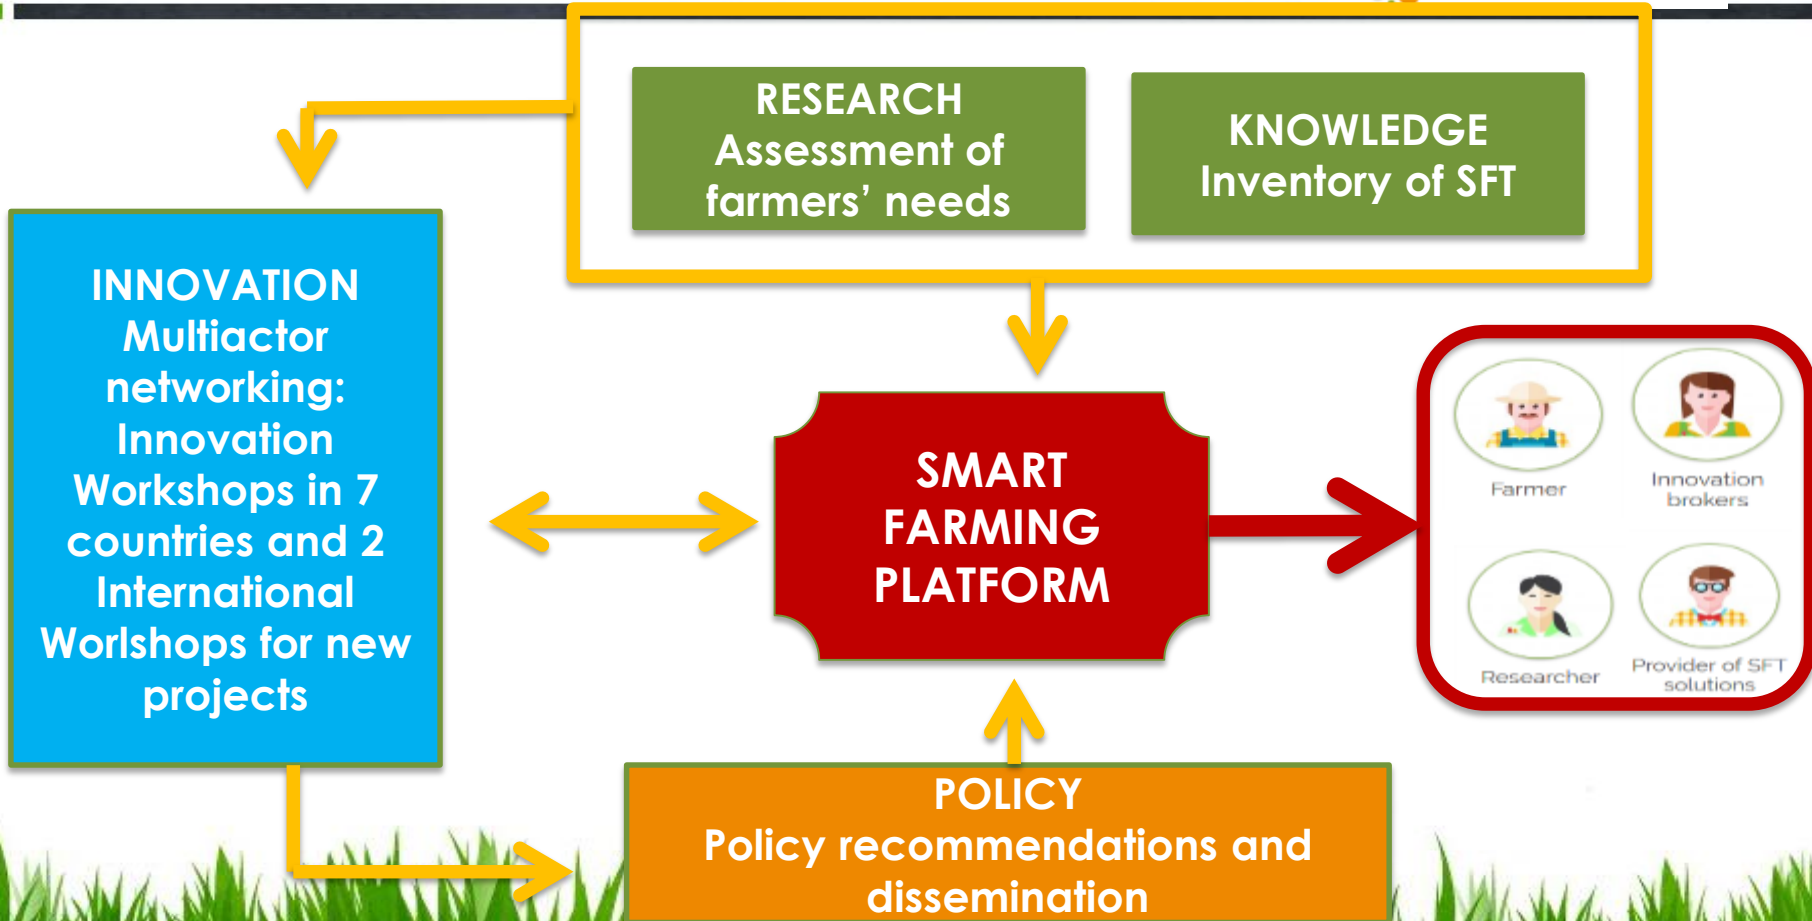 RESEARCH
Assessment of
farmers’ needs
KNOWLEDGE
Inventory of SFT
INNOVATION
Multiactor
networking:
Innovation
Workshops in 7
countries and 2
International
Worlshops for new
projects
SMART
FARMING
PLATFORM
Farmer
Innovation
brokers
Researcher
Provider of SFT
solutions
POLICY
Policy recommendations and
dissemination